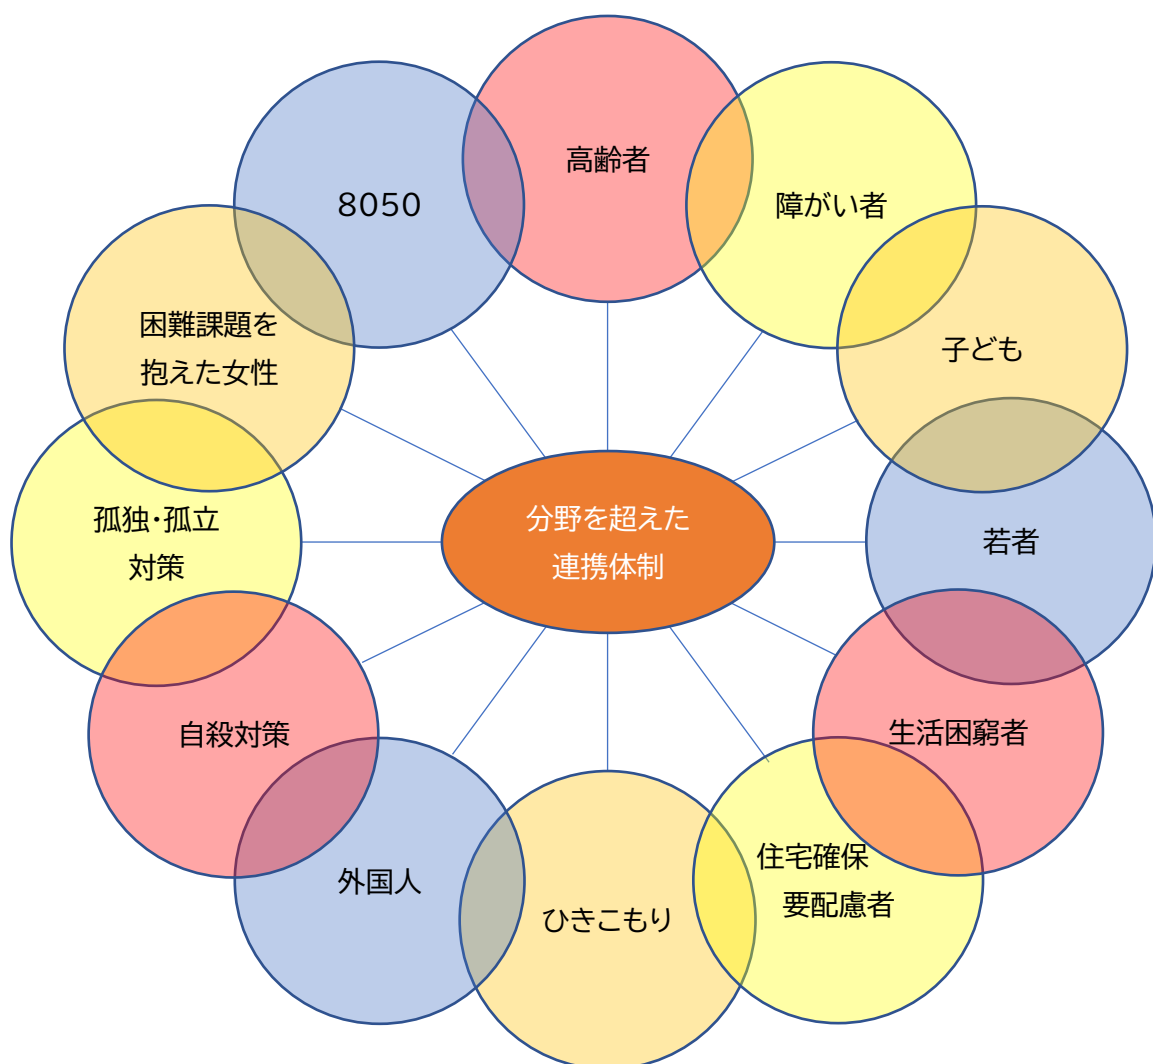 高齢者
障がい者
子ども
若者
生活困窮者
住宅確保
要配慮者
ひきこもり
外国人
自殺対策
孤独・孤立
対策
困難課題を
抱えた女性
8050
分野を超えた
連携体制